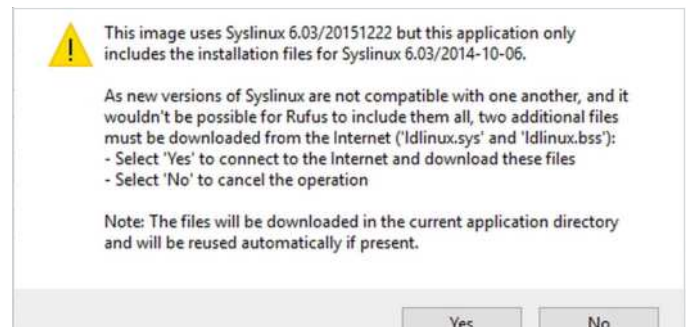 This image uses Syslinux 6.03/20151222 but this application only
includes the installation files for Syslinux 6.03/2014-10-06.
As new versions of Syslinux are not compatible with one another, and it
wouldn't be possible for Rufus to include them all, two additional files
must be downloaded from the Internet ('ldlinux.sys' and 'ldlinux.bss'):
- Select 'Yes' to connect to the Internet and download these files
- Select 'No' to cancel the operation
Note: The files will be downloaded in the current application directory
and will be reused automatically if present.
Yes No